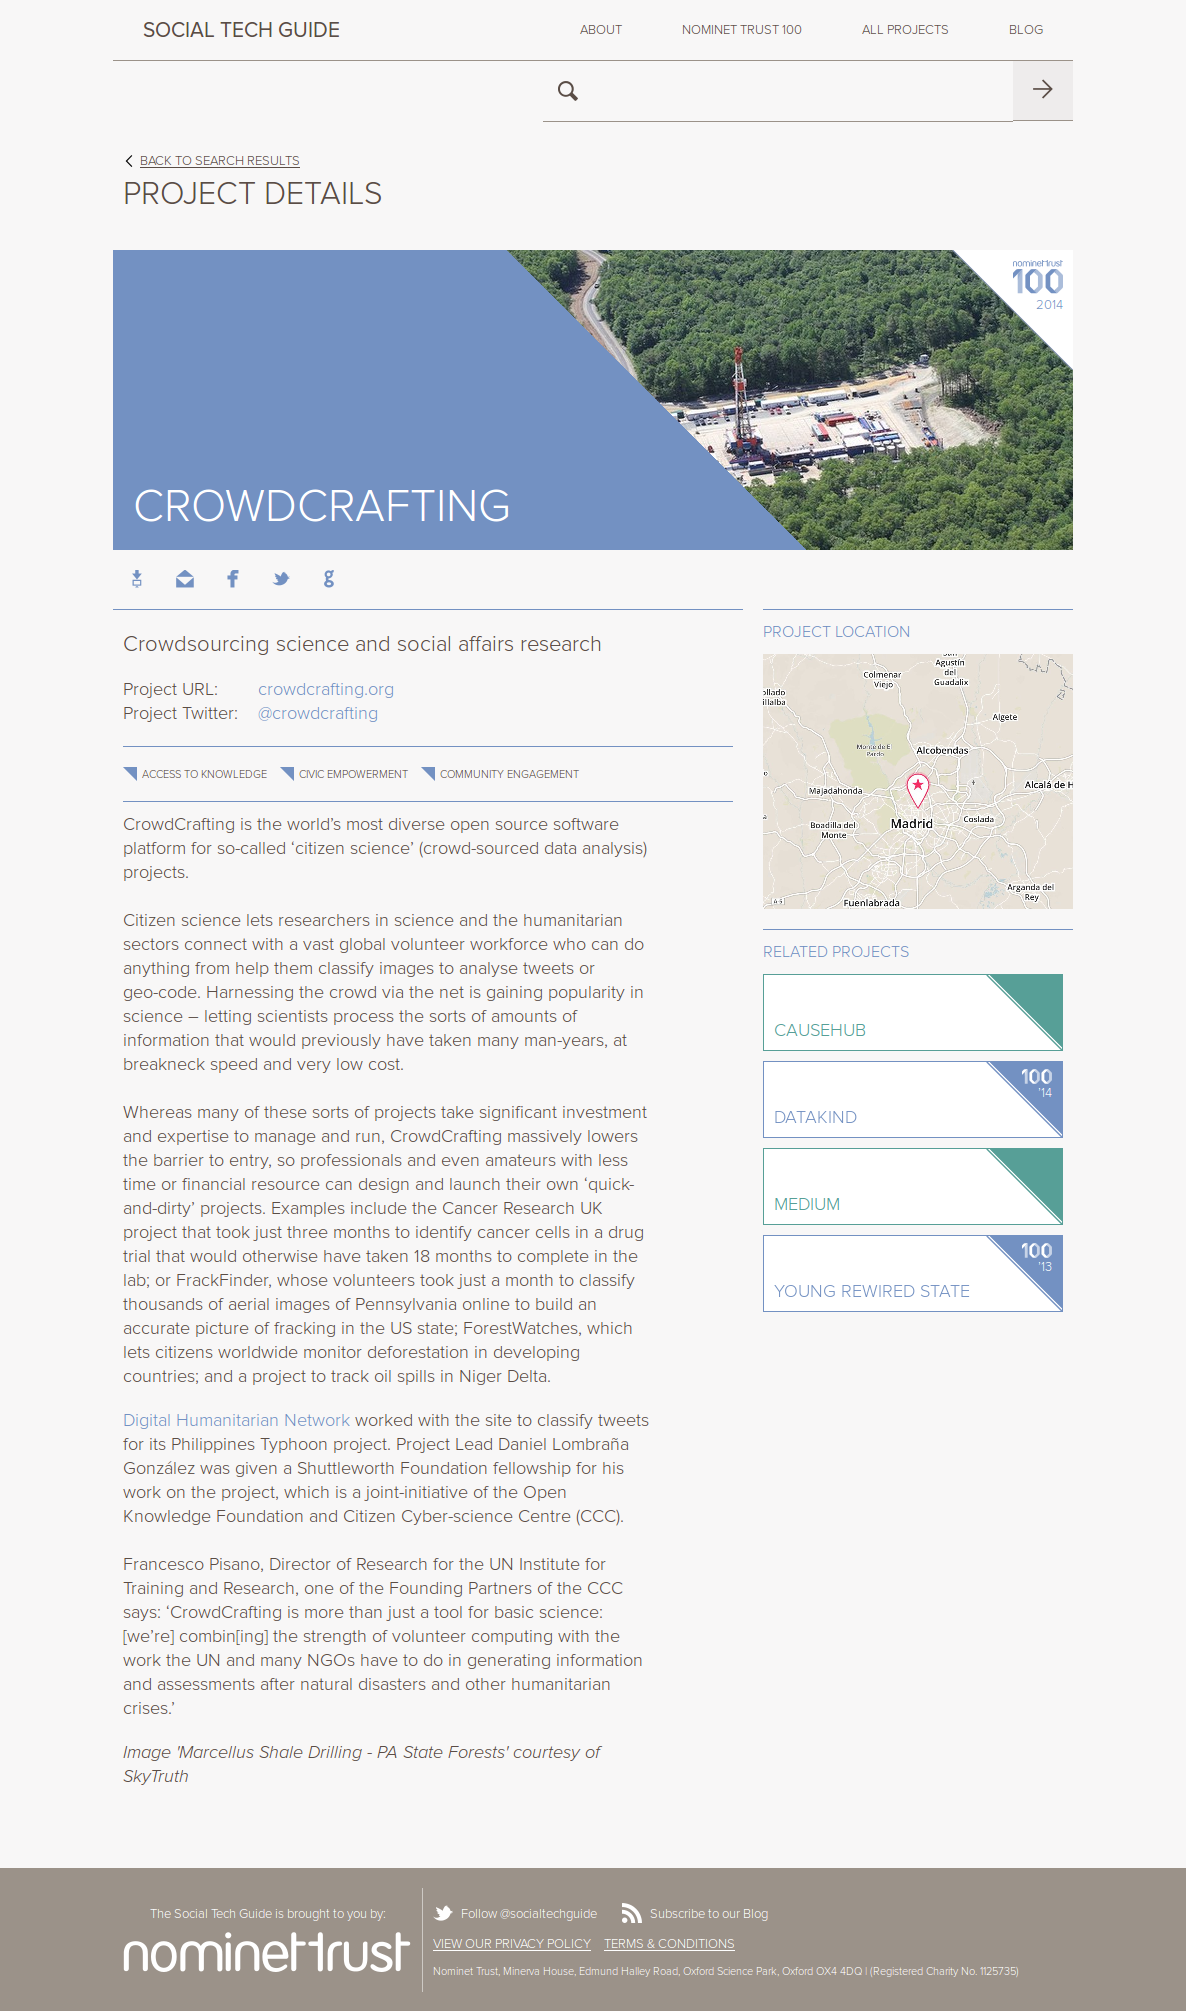 SOCIAL TECH GUIDE
ABOUT
NOMINET TRUST 100
ALL PROJECTS
BLOG
BACK TO SEARCH RESULTS
PROJECT DETAILS
nominettrust
100
2014
CROWDCRAFTING
Crowdsourcing science and social affairs research
Project URL: crowdcrafting.org
Project Twitter: @crowdcrafting
ACCESS TO KNOWLEDGE
CIVIC EMPOWERMENT
COMMUNITY ENGAGEMENT
CrowdCrafting is the world’s most diverse open source software
platform for so-called ‘citizen science’ (crowd-sourced data analysis)
projects.
Citizen science lets researchers in science and the humanitarian
sectors connect with a vast global volunteer workforce who can do
anything from help them classify images to analyse tweets or
geo-code. Harnessing the crowd via the net is gaining popularity in
science – letting scientists process the sorts of amounts of
information that would previously have taken many man-years, at
breakneck speed and very low cost.
Whereas many of these sorts of projects take significant investment
and expertise to manage and run, CrowdCrafting massively lowers
the barrier to entry, so professionals and even amateurs with less
time or financial resource can design and launch their own ‘quick-
and-dirty’ projects. Examples include the Cancer Research UK
project that took just three months to identify cancer cells in a drug
trial that would otherwise have taken 18 months to complete in the
lab; or FrackFinder, whose volunteers took just a month to classify
thousands of aerial images of Pennsylvania online to build an
accurate picture of fracking in the US state; ForestWatches, which
lets citizens worldwide monitor deforestation in developing
countries; and a project to track oil spills in Niger Delta.
Digital Humanitarian Network worked with the site to classify tweets
for its Philippines Typhoon project. Project Lead Daniel Lombraña
González was given a Shuttleworth Foundation fellowship for his
work on the project, which is a joint-initiative of the Open
Knowledge Foundation and Citizen Cyber-science Centre (CCC).
Francesco Pisano, Director of Research for the UN Institute for
Training and Research, one of the Founding Partners of the CCC
says: ‘CrowdCrafting is more than just a tool for basic science:
[we’re] combin[ing] the strength of volunteer computing with the
work the UN and many NGOs have to do in generating information
and assessments after natural disasters and other humanitarian
crises.’
Image 'Marcellus Shale Drilling - PA State Forests' courtesy of
SkyTruth
PROJECT LOCATION
San
Agustín
del
Guadalix
Colmenar
Viejo
ollado
illalba
Algete
Monte de El
Pardo
Alcobendas
Majadahonda
Alcalá de H
Boadilla del
Monte
Madrid
Coslada
Arganda del
Rey
A-5
Fuenlabrada
RELATED PROJECTS
CAUSEHUB
100
'14
DATAKIND
MEDIUM
100
'13
YOUNG REWIRED STATE
The Social Tech Guide is brought to you by:
nominettrust
Follow @socialtechguide
Subscribe to our Blog
VIEW OUR PRIVACY POLICY
TERMS & CONDITIONS
Nominet Trust, Minerva House, Edmund Halley Road, Oxford Science Park, Oxford OX4 4DQ | (Registered Charity No. 1125735)